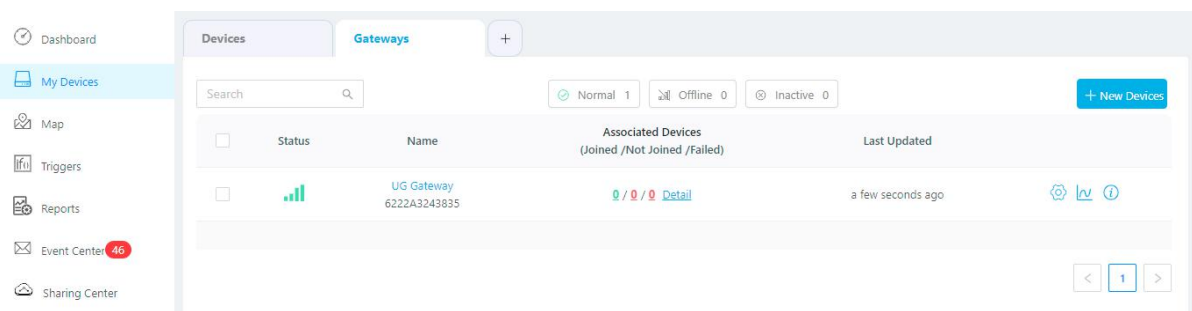 Dashboard
My Devices
Map
Triggers
Reports
Event Center 46
Sharing Center
Devices
Gateways
+
Search
Normal 1
Offline 0
Inactive 0
+ New Devices
Status
Name
Associated Devices
(Joined /Not Joined /Failed)
Last Updated
UG Gateway
6222A3243835
0 / 0 / 0 Detail
a few seconds ago
< 1 >